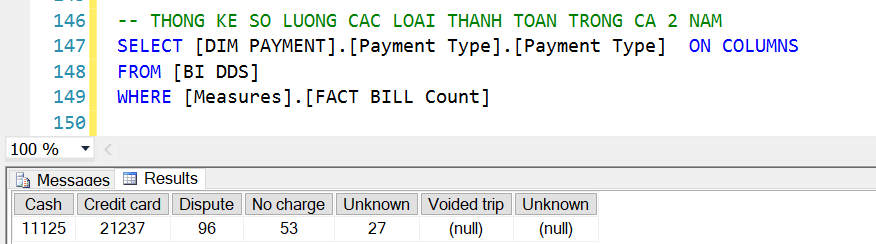 146 -- THONG KE SO LUONG CAC LOAI THANH TOAN TRONG CA 2 NAM
147 SELECT [DIM PAYMENT].[Payment Type].[Payment Type]  ON COLUMNS
148 FROM [BI DDS]
149 WHERE [Measures].[FACT BILL Count]
150
100 %
Messages Results
Cash Credit card Dispute No charge Unknown Voided trip Unknown
11125 21237 96 53 27 (null) (null)